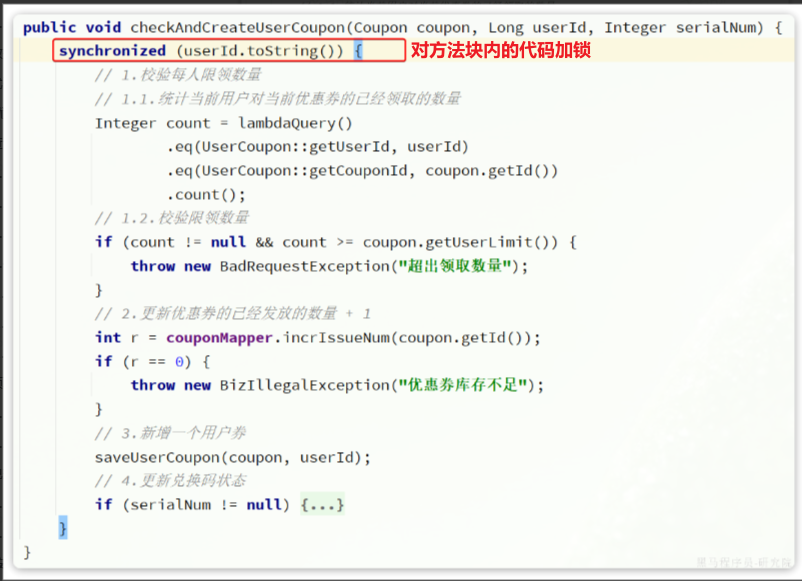 public void checkAndCreateUserCoupon(Coupon coupon, Long userId, Integer serialNum) {
synchronized (userId.toString()) { 对方法块内的代码加锁
// 1.校验每人限领数量
// 1.1.统计当前用户对当前优惠券的已经领取的数量
Integer count = lambdaQuery()
.eq(UserCoupon::getUserId, userId)
.eq(UserCoupon::getCouponId, coupon.getId())
.count();
// 1.2.校验限领数量
if (count != null && count >= coupon.getUserLimit()) {
throw new BadRequestException("超出领取数量");
}
// 2.更新优惠券的已经发放的数量 + 1
int r = couponMapper.incrIssueNum(coupon.getId());
if (r == 0) {
throw new BizIllegalException("优惠券库存不足");
}
// 3.新增一个用户券
saveUserCoupon(coupon, userId);
// 4.更新兑换码状态
if (serialNum != null) {...}
}
}
黑马程序员-研究院